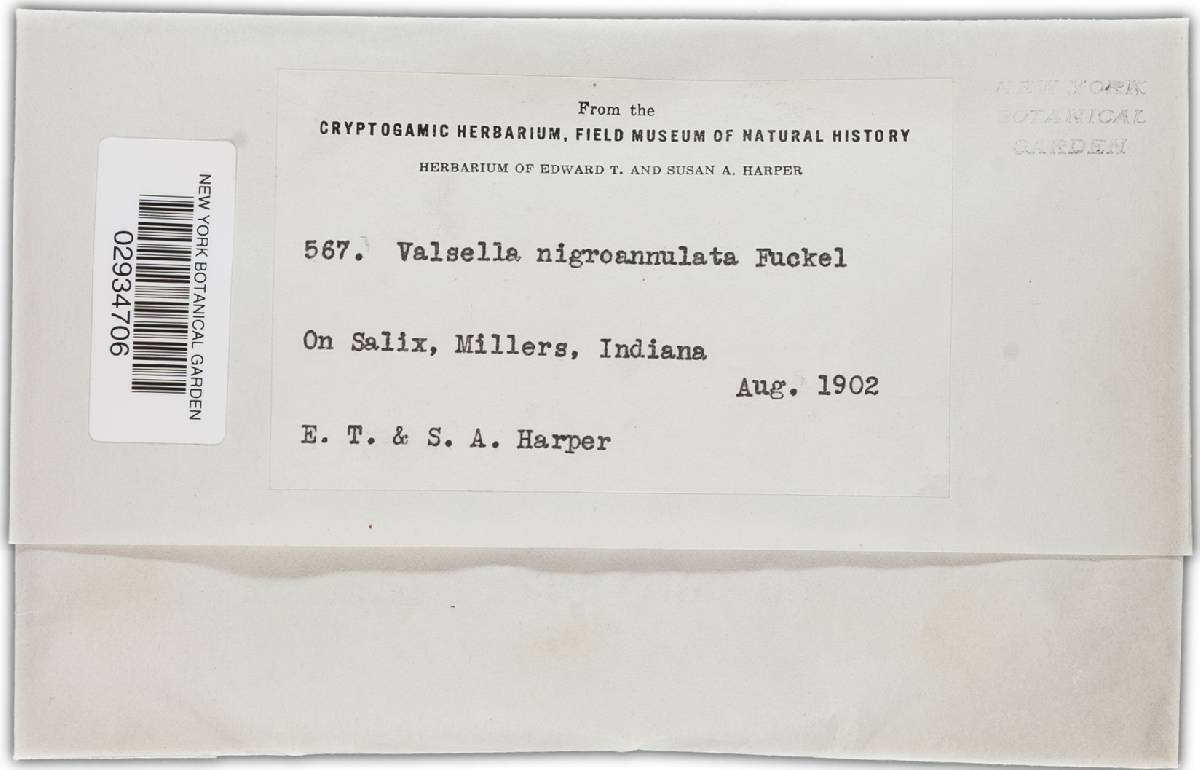 NEW YORK
BOTANICAL
GARDEN
From the
CRYPTOGAMIC HERBARIUM, FIELD MUSEUM OF NATURAL HISTORY
HERBARIUM OF EDWARD T. AND SUSAN A. HARPER
567. Valsella nigroannulata Fuckel
On Salix, Millers, Indiana
Aug. 1902
E. T. & S. A. Harper
NEW YORK BOTANICAL GARDEN
02934706